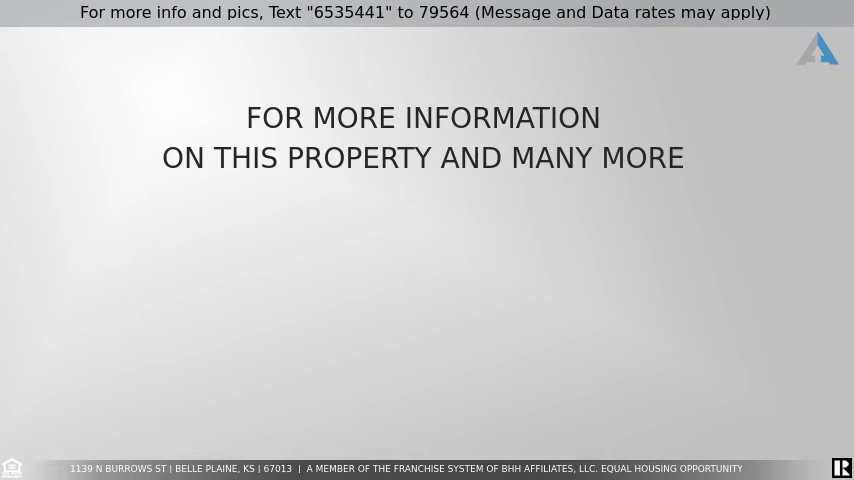 For more info and pics, Text "6535441" to 79564 (Message and Data rates may apply)
FOR MORE INFORMATION
ON THIS PROPERTY AND MANY MORE
1139 N BURROWS ST | BELLE PLAINE, KS | 67013 | A MEMBER OF THE FRANCHISE SYSTEM OF BHH AFFILIATES, LLC. EQUAL HOUSING OPPORTUNITY